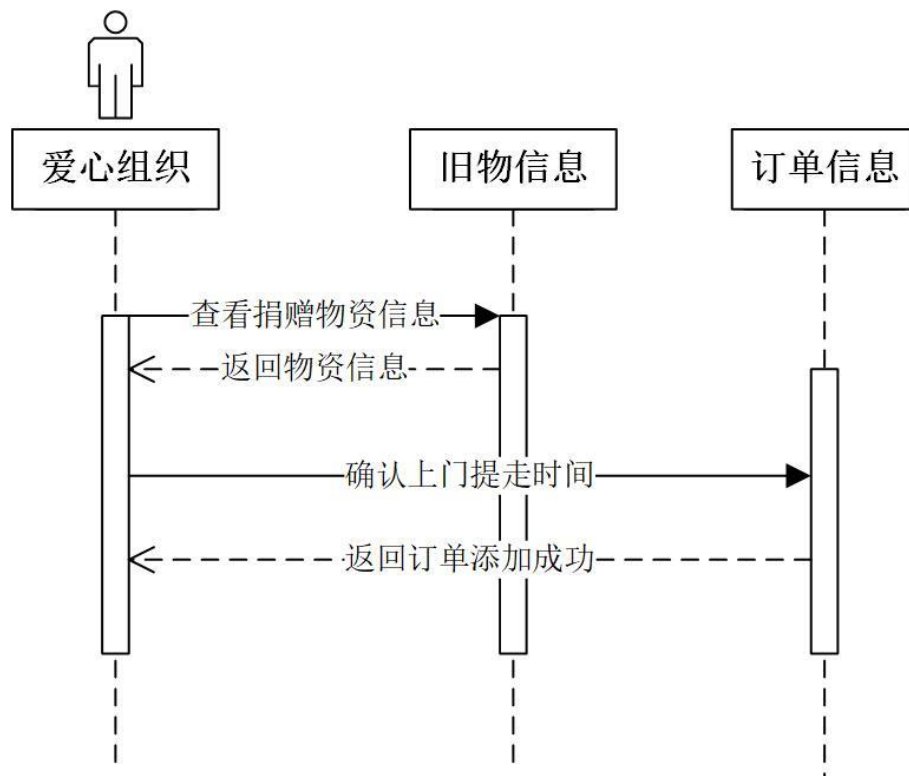 爱心组织
旧物信息
订单信息
查看捐赠物资信息
返回物资信息
确认上门提走时间
返回订单添加成功